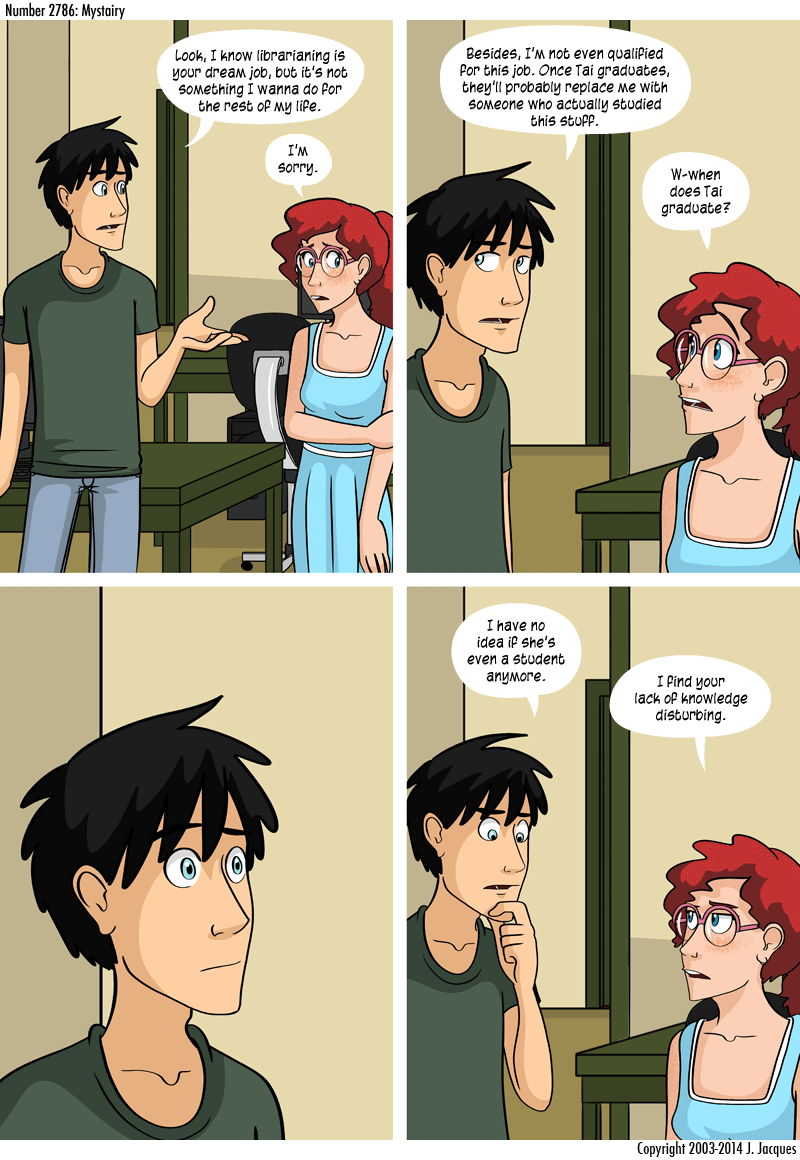 Number 2786: Mystairy
Look, I know librarianing is
your dream job, but it's not
something I wanna do for
the rest of my life.
I'm
sorry.
Besides, I'm not even qualified
for this job. Once Tai graduates,
they'll probably replace me with
someone who actually studied
this stuff.
W-when
does Tai
graduate?
I have no
idea if she's
even a student
anymore.
I find your
lack of knowledge
disturbing.
Copyright 2003-2014 J. Jacques